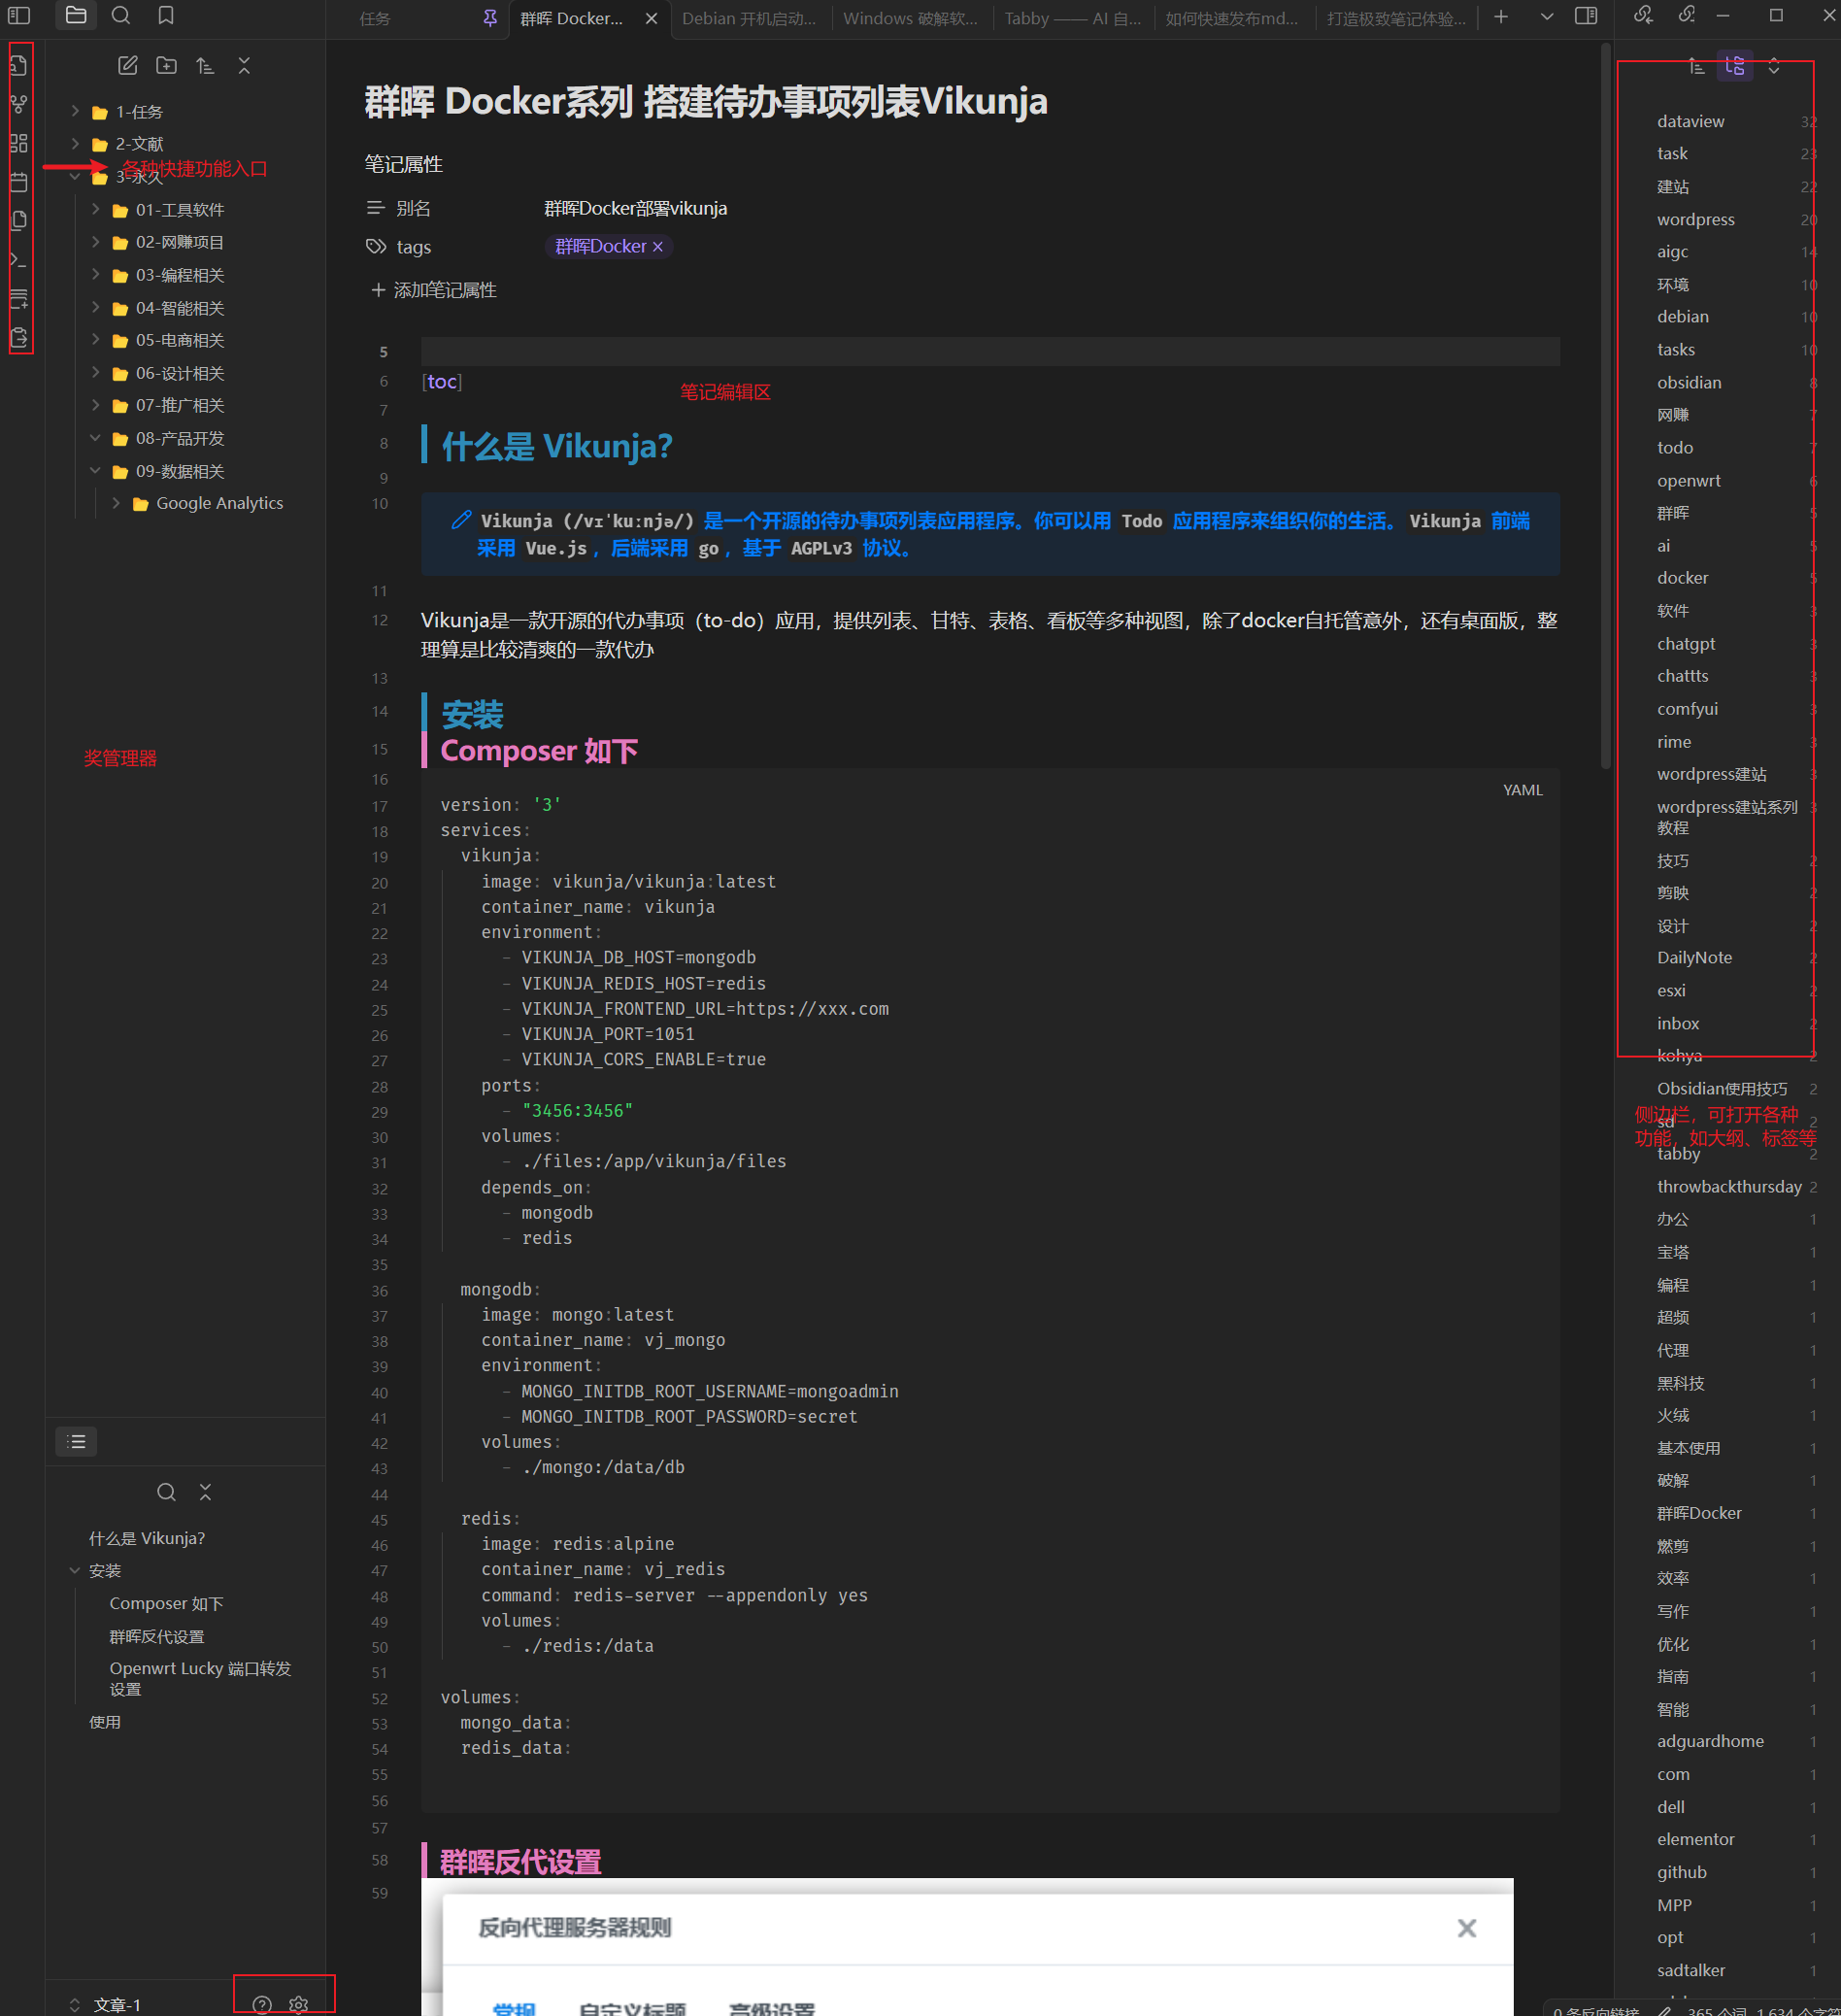 任务
群晖 Docker...
Debian 开机启动...
Windows 破解软...
Tabby —— AI 自...
如何快速发布md...
打造极致笔记体验...
1-任务
2-文献
各种快捷功能入口
3-永久
01-工具软件
02-网赚项目
03-编程相关
04-智能相关
05-电商相关
06-设计相关
07-推广相关
08-产品开发
09-数据相关
Google Analytics
奖管理器
什么是 Vikunja?
安装
Composer 如下
群晖反代设置
Openwrt Lucky 端口转发
设置
使用
文章-1
群晖 Docker系列 搭建待办事项列表Vikunja
笔记属性
别名 群晖Docker部署vikunja
tags 群晖Docker ×
+ 添加笔记属性
5
6 [toc]
笔记编辑区
7
8 什么是 Vikunja?
9
10 Vikunja (/vɪˈkuːnjə/) 是一个开源的待办事项列表应用程序。你可以用 Todo 应用程序来组织你的生活。Vikunja 前端
采用 Vue.js，后端采用 go，基于 AGPLv3 协议。
11
12 Vikunja是一款开源的代办事项（to-do）应用，提供列表、甘特、表格、看板等多种视图，除了docker自托管意外，还有桌面版，整
理算是比较清爽的一款代办
13
14 安装
15 Composer 如下
16
YAML
17 version: '3'
18 services:
19 vikunja:
20 image: vikunja/vikunja:latest
21 container_name: vikunja
22 environment:
23 - VIKUNJA_DB_HOST=mongodb
24 - VIKUNJA_REDIS_HOST=redis
25 - VIKUNJA_FRONTEND_URL=https://xxx.com
26 - VIKUNJA_PORT=1051
27 - VIKUNJA_CORS_ENABLE=true
28 ports:
29 - "3456:3456"
30 volumes:
31 - ./files:/app/vikunja/files
32 depends_on:
33 - mongodb
34 - redis
35
36 mongodb:
37 image: mongo:latest
38 container_name: vj_mongo
39 environment:
40 - MONGO_INITDB_ROOT_USERNAME=mongoadmin
41 - MONGO_INITDB_ROOT_PASSWORD=secret
42 volumes:
43 - ./mongo:/data/db
44
45 redis:
46 image: redis:alpine
47 container_name: vj_redis
48 command: redis-server --appendonly yes
49 volumes:
50 - ./redis:/data
51
52 volumes:
53 mongo_data:
54 redis_data:
55
56
57
58 群晖反代设置
59
反向代理服务器规则
常规 自定义标题 高级设置
dataview 32
task 23
建站 22
wordpress 20
aigc 14
环境 10
debian 10
tasks 10
obsidian 8
网赚 7
todo 7
openwrt 6
群晖 5
ai 5
docker 5
软件 3
chatgpt 3
chattts 3
comfyui 3
rime 3
wordpress建站 3
wordpress建站系列 3
教程
技巧 2
剪映 2
设计 2
DailyNote 2
esxi 2
inbox 2
kohya 2
Obsidian使用技巧 2
侧边栏，可打开各种
sd 2
功能，如大纲、标签等
tabby 2
throwbackthursday 2
办公 1
宝塔 1
编程 1
超频 1
代理 1
黑科技 1
火绒 1
基本使用 1
破解 1
群晖Docker 1
燃剪 1
效率 1
写作 1
优化 1
指南 1
智能 1
adguardhome 1
com 1
dell 1
elementor 1
github 1
MPP 1
opt 1
sadtalker 1
0 条反向链接 365 个词 1,634 个字符